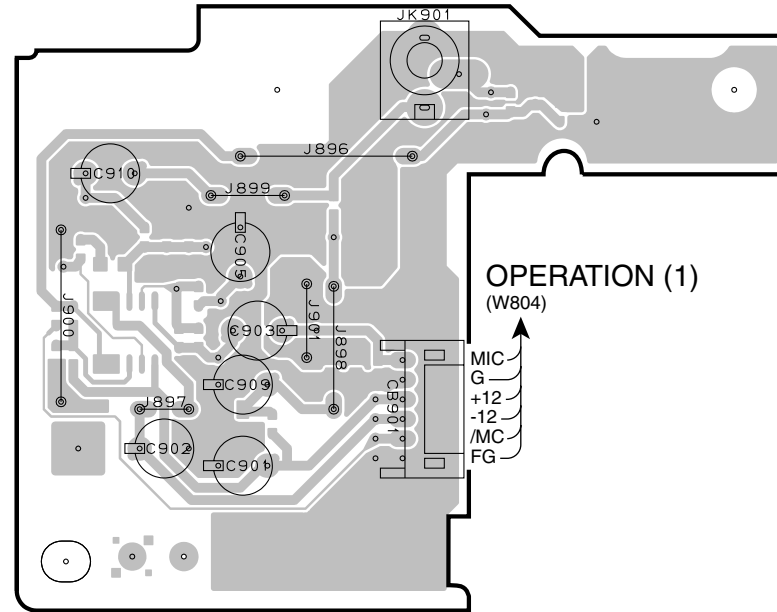 JK901
J896
C910
J899
C905
J900
OPERATION (1)
(W804)
C903
J901
J898
MIC
G
+12
-12
/MC
FG
C909
CB901
J897
C902
C901